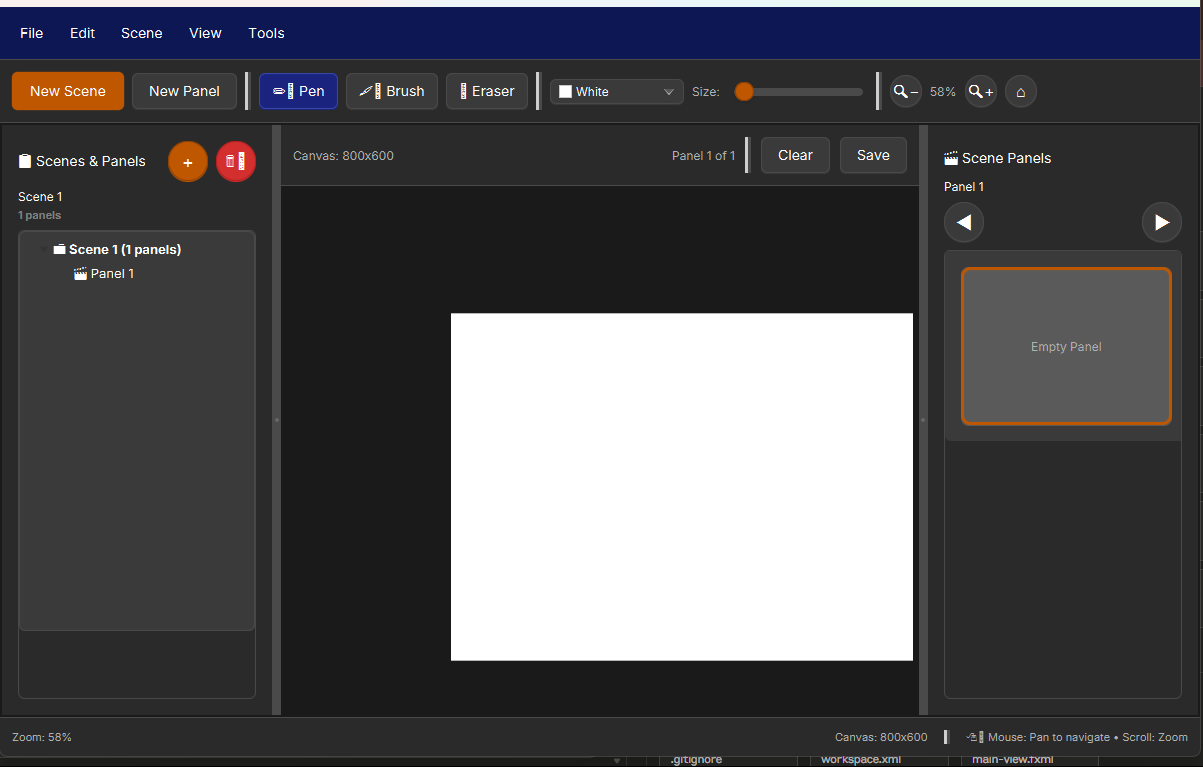 File Edit Scene View Tools
New Scene New Panel Pen Brush Eraser White Size: 58%
Scenes & Panels
Scene 1
1 panels
Scene 1 (1 panels)
Panel 1
Canvas: 800x600 Panel 1 of 1 Clear Save
Scene Panels
Panel 1
Empty Panel
Zoom: 58% Canvas: 800x600 Mouse: Pan to navigate • Scroll: Zoom
.gitignore workspace.xml main-view.fxml